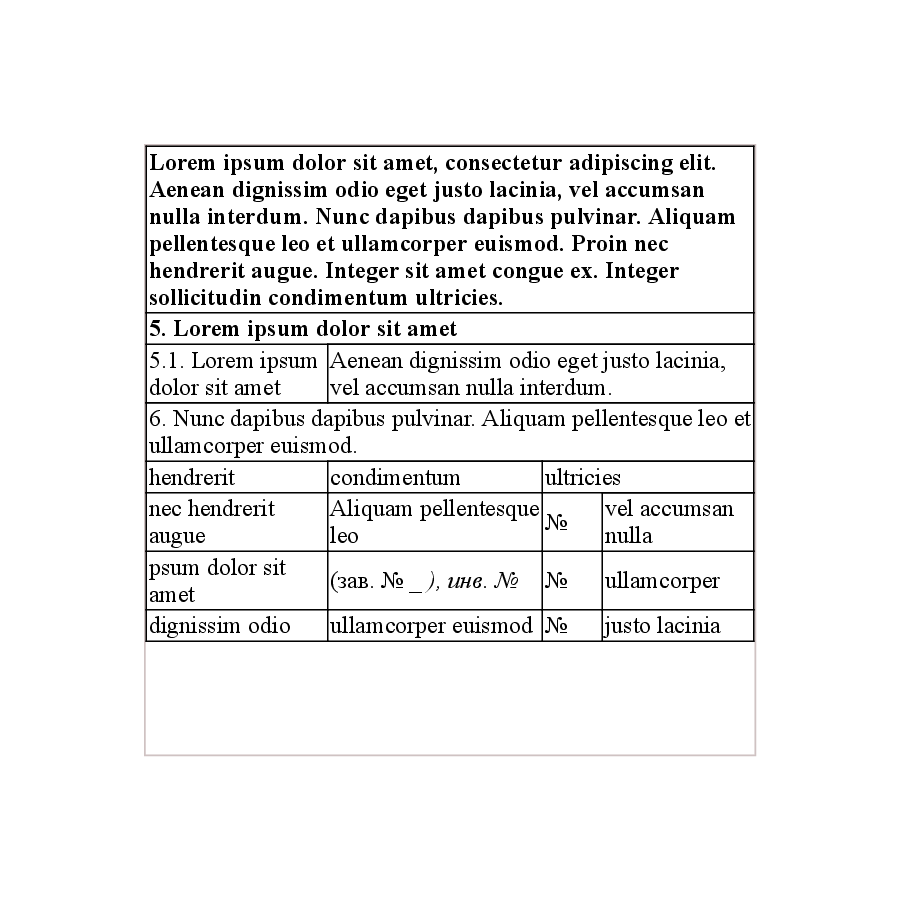 Lorem ipsum dolor sit amet, consectetur adipiscing elit.
Aenean dignissim odio eget justo lacinia, vel accumsan
nulla interdum. Nunc dapibus dapibus pulvinar. Aliquam
pellentesque leo et ullamcorper euismod. Proin nec
hendrerit augue. Integer sit amet congue ex. Integer
sollicitudin condimentum ultricies.
5. Lorem ipsum dolor sit amet
5.1. Lorem ipsum
dolor sit amet
Aenean dignissim odio eget justo lacinia,
vel accumsan nulla interdum.
6. Nunc dapibus dapibus pulvinar. Aliquam pellentesque leo et
ullamcorper euismod.
hendrerit
condimentum
ultricies
nec hendrerit
augue
Aliquam pellentesque
leo
№
vel accumsan
nulla
psum dolor sit
amet
(зав. № _ ), инв. №
№
ullamcorper
dignissim odio
ullamcorper euismod
№
justo lacinia